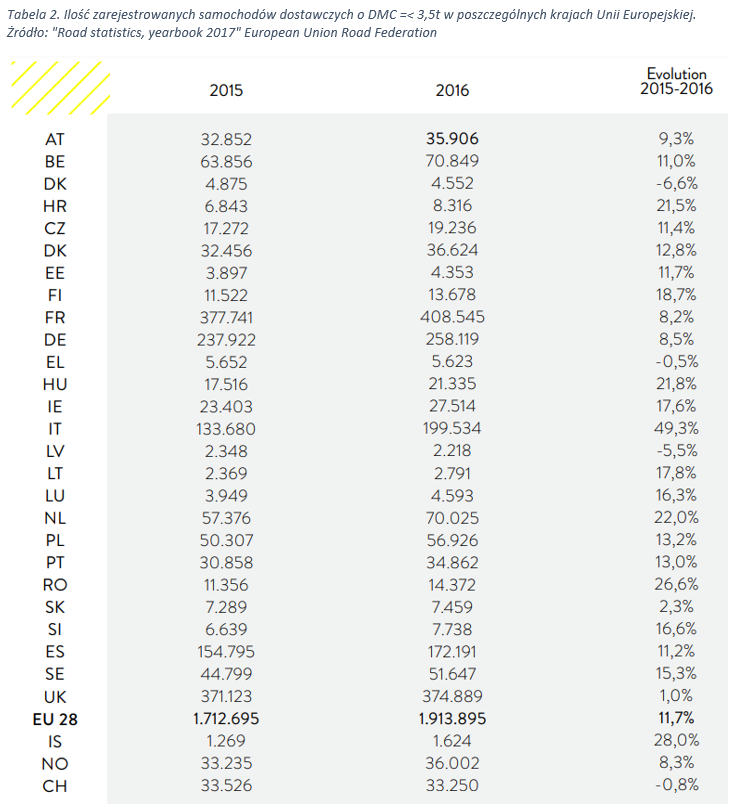 Tabela 2. Ilość zarejestrowanych samochodów dostawczych o DMC =< 3,5t w poszczególnych krajach Unii Europejskiej.
Żródło: "Road statistics, yearbook 2017" European Union Road Federation
2015 2016 Evolution 2015-2016
AT 32.852 35.906 9,3%
BE 63.856 70.849 11,0%
DK 4.875 4.552 -6,6%
HR 6.843 8.316 21,5%
CZ 17.272 19.236 11,4%
DK 32.456 36.624 12,8%
EE 3.897 4.353 11,7%
FI 11.522 13.678 18,7%
FR 377.741 408.545 8,2%
DE 237.922 258.119 8,5%
EL 5.652 5.623 -0,5%
HU 17.516 21.335 21,8%
IE 23.403 27.514 17,6%
IT 133.680 199.534 49,3%
LV 2.348 2.218 -5,5%
LT 2.369 2.791 17,8%
LU 3.949 4.593 16,3%
NL 57.376 70.025 22,0%
PL 50.307 56.926 13,2%
PT 30.858 34.862 13,0%
RO 11.356 14.372 26,6%
SK 7.289 7.459 2,3%
SI 6.639 7.738 16,6%
ES 154.795 172.191 11,2%
SE 44.799 51.647 15,3%
UK 371.123 374.889 1,0%
EU 28 1.712.695 1.913.895 11,7%
IS 1.269 1.624 28,0%
NO 33.235 36.002 8,3%
CH 33.526 33.250 -0,8%